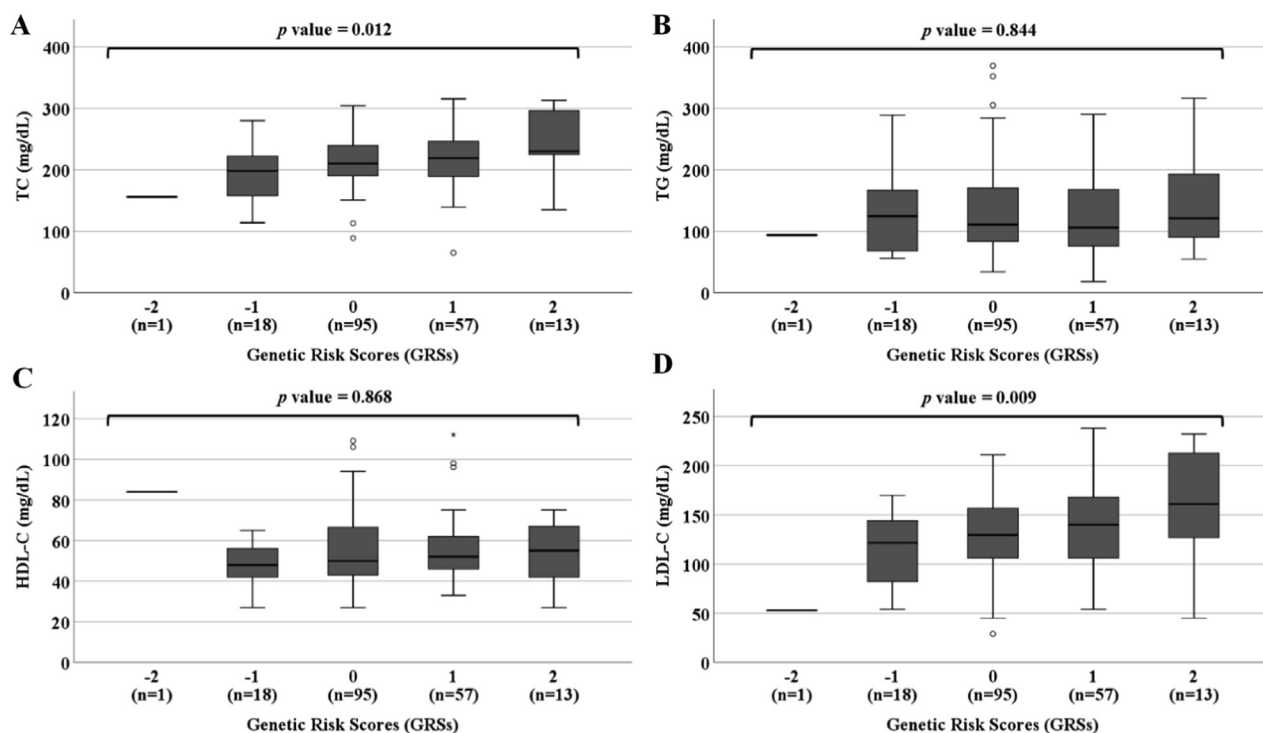 A
p value = 0.012
TC (mg/dL)
400
300
200
100
0
-2 -1 0 1 2
(n=1) (n=18) (n=95) (n=57) (n=13)
Genetic Risk Scores (GRSs)
B
p value = 0.844
TG (mg/dL)
400
300
200
100
0
-2 -1 0 1 2
(n=1) (n=18) (n=95) (n=57) (n=13)
Genetic Risk Scores (GRSs)
C
p value = 0.868
HDL-C (mg/dL)
120
100
80
60
40
20
0
-2 -1 0 1 2
(n=1) (n=18) (n=95) (n=57) (n=13)
Genetic Risk Scores (GRSs)
D
p value = 0.009
LDL-C (mg/dL)
250
200
150
100
50
0
-2 -1 0 1 2
(n=1) (n=18) (n=95) (n=57) (n=13)
Genetic Risk Scores (GRSs)